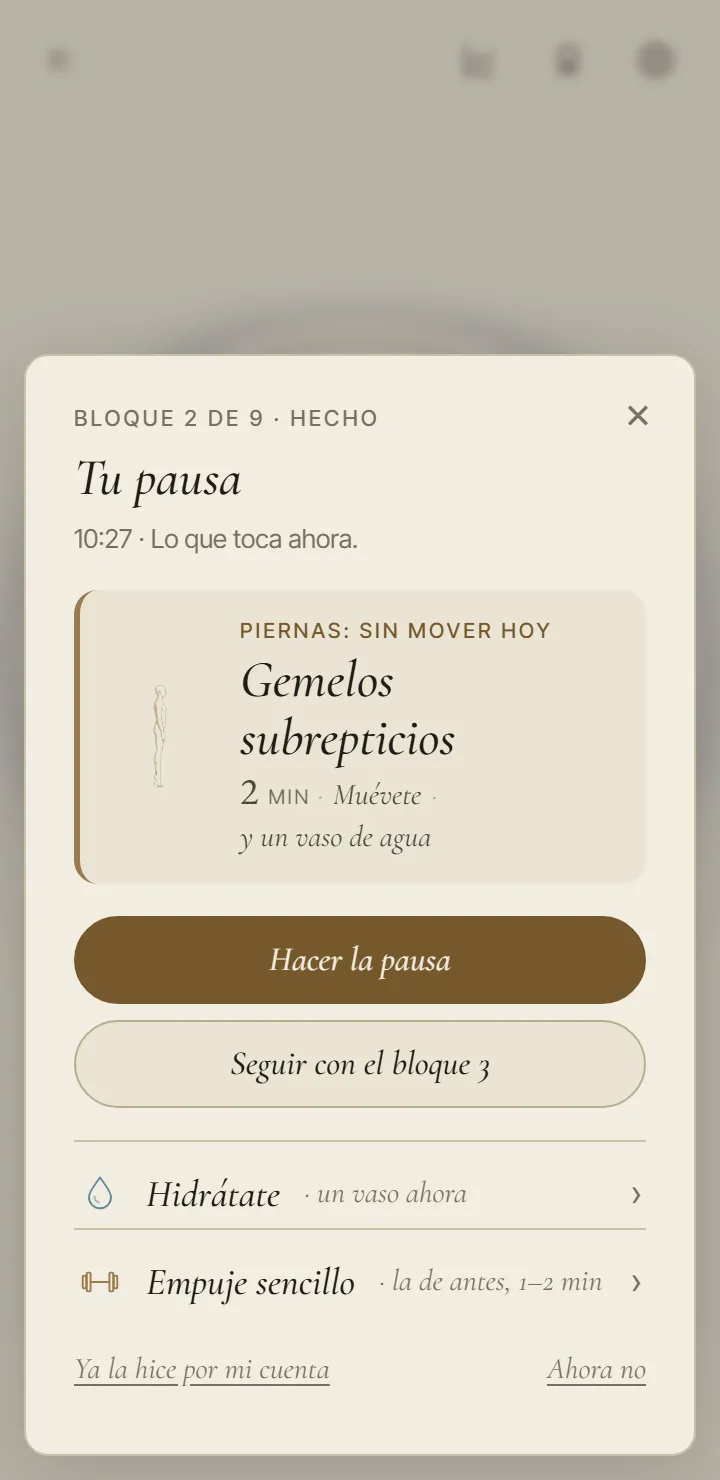 BLOQUE 2 DE 9 · HECHO
Tu pausa
10:27 · Lo que toca ahora.
PIERNAS: SIN MOVER HOY
Gemelos
subrepticios
2 MIN · Muévete ·
y un vaso de agua
Hacer la pausa
Seguir con el bloque 3
Hidrátate · un vaso ahora
Empuje sencillo · la de antes, 1–2 min
Ya la hice por mi cuenta
Ahora no